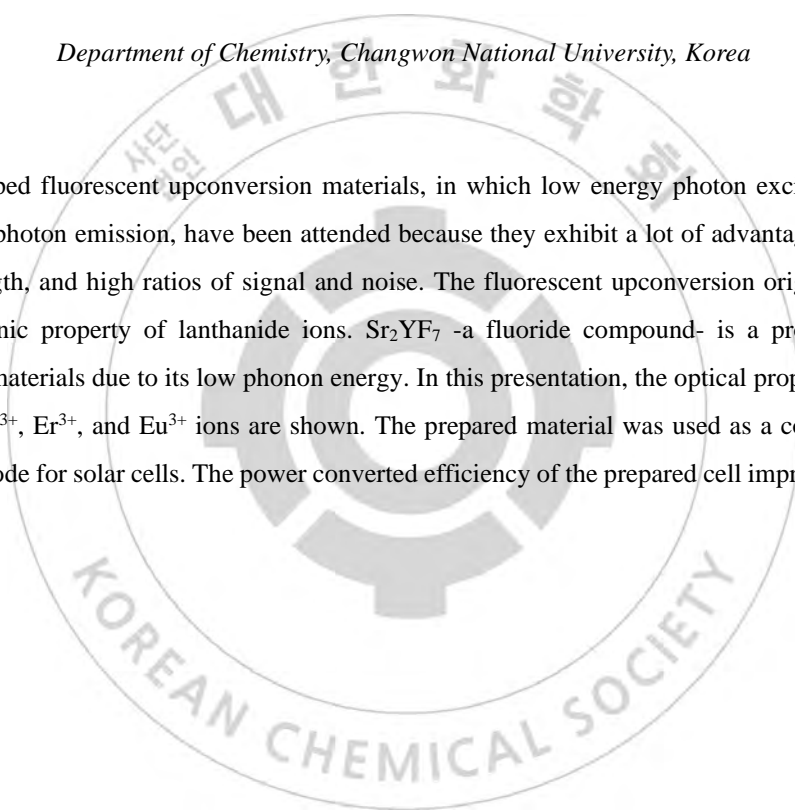 Department of Chemistry, Changwon National University, Korea
사단
법인
대 한 화 학 회
ped fluorescent upconversion materials, in which low energy photon exc
photon emission, have been attended because they exhibit a lot of advanta
gth, and high ratios of signal and noise. The fluorescent upconversion ori
nic property of lanthanide ions. Sr₂YF₇ -a fluoride compound- is a pr
materials due to its low phonon energy. In this presentation, the optical prop
³⁺, Er³⁺, and Eu³⁺ ions are shown. The prepared material was used as a c
ode for solar cells. The power converted efficiency of the prepared cell impr
KOREAN CHEMICAL SOCIETY